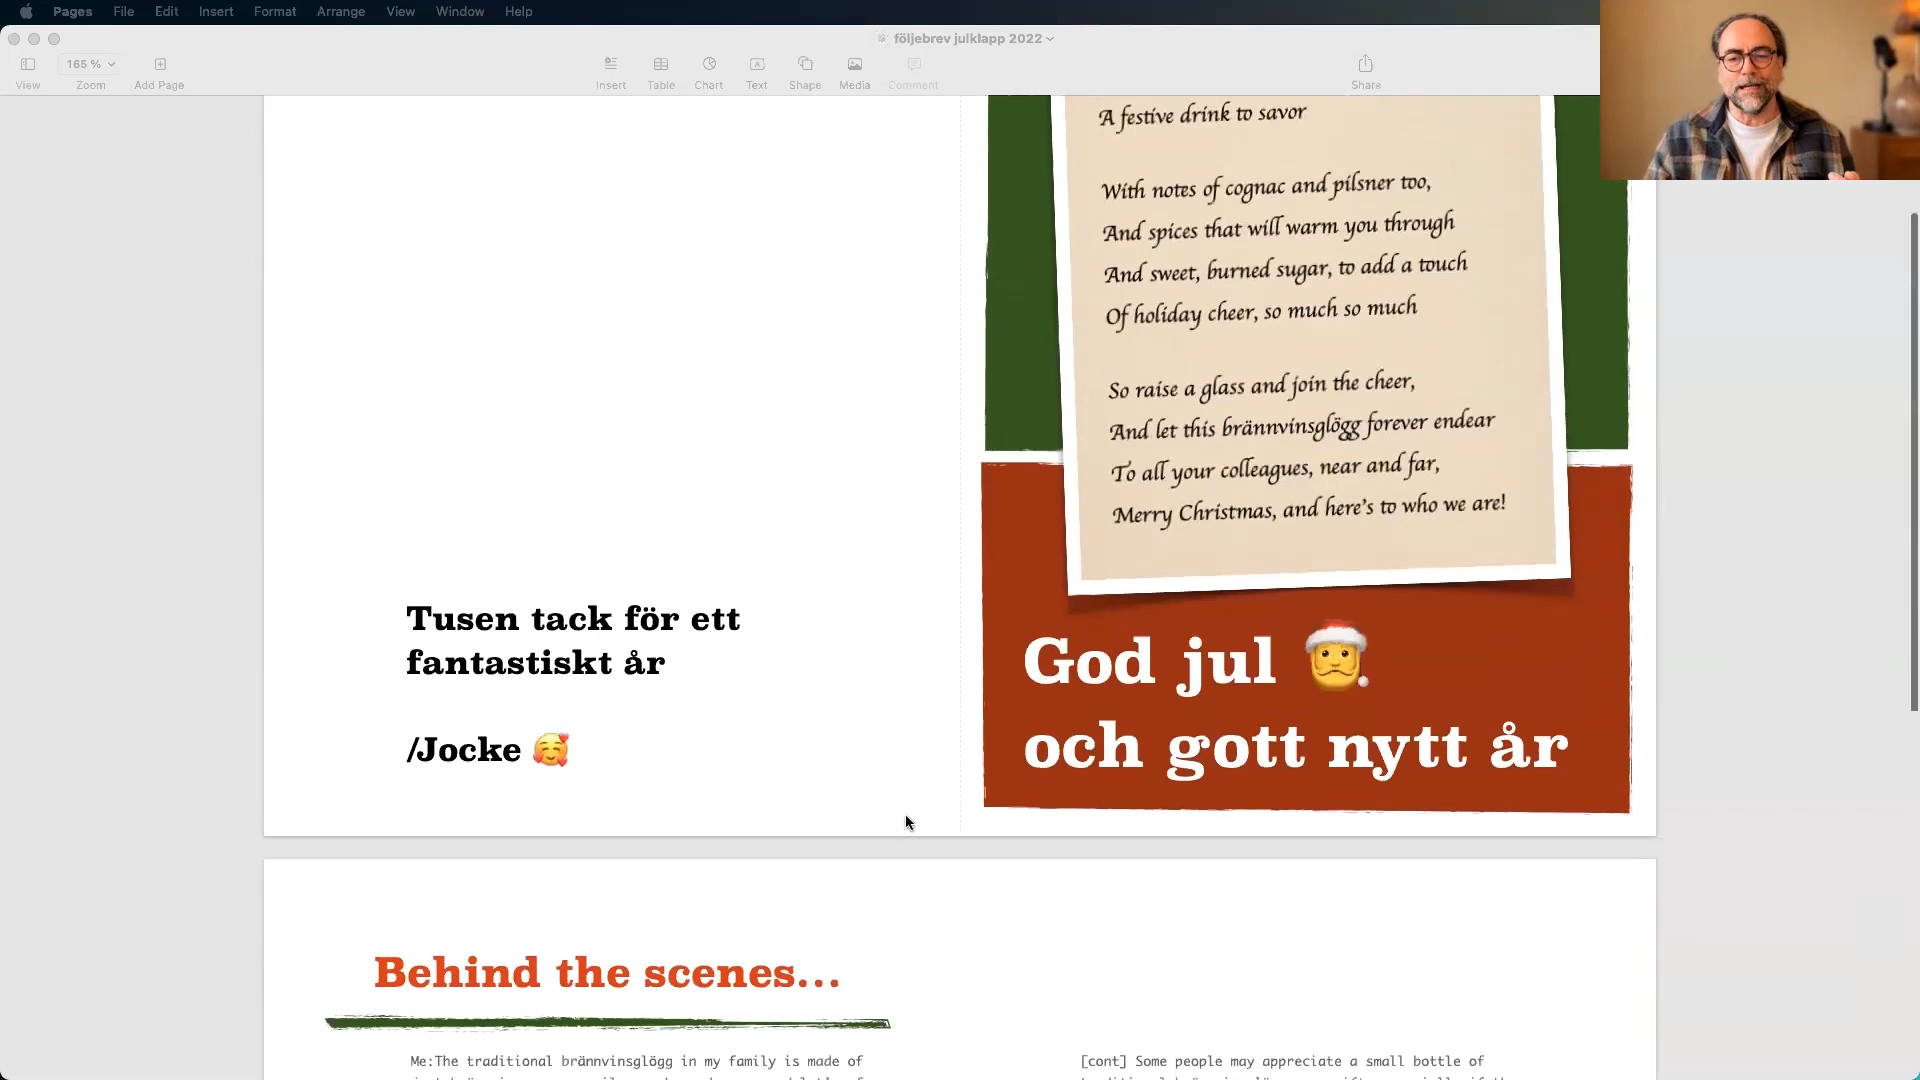 Pages File Edit Insert Format Arrange View Window Help
följebrev julklapp 2022
165 %
View Zoom Add Page Insert Table Chart Text Shape Media Comment Share
A festive drink to savor
With notes of cognac and pilsner too,
And spices that will warm you through
And sweet, burned sugar, to add a touch
Of holiday cheer, so much so much
So raise a glass and join the cheer,
And let this brännvinsglögg forever endear
To all your colleagues, near and far,
Merry Christmas, and here's to who we are!
Tusen tack för ett
fantastiskt år
/Jocke 🥰
God jul 🎅
och gott nytt år
Behind the scenes...
Me:The traditional brännvinsglögg in my family is made of
[cont] Some people may appreciate a small bottle of